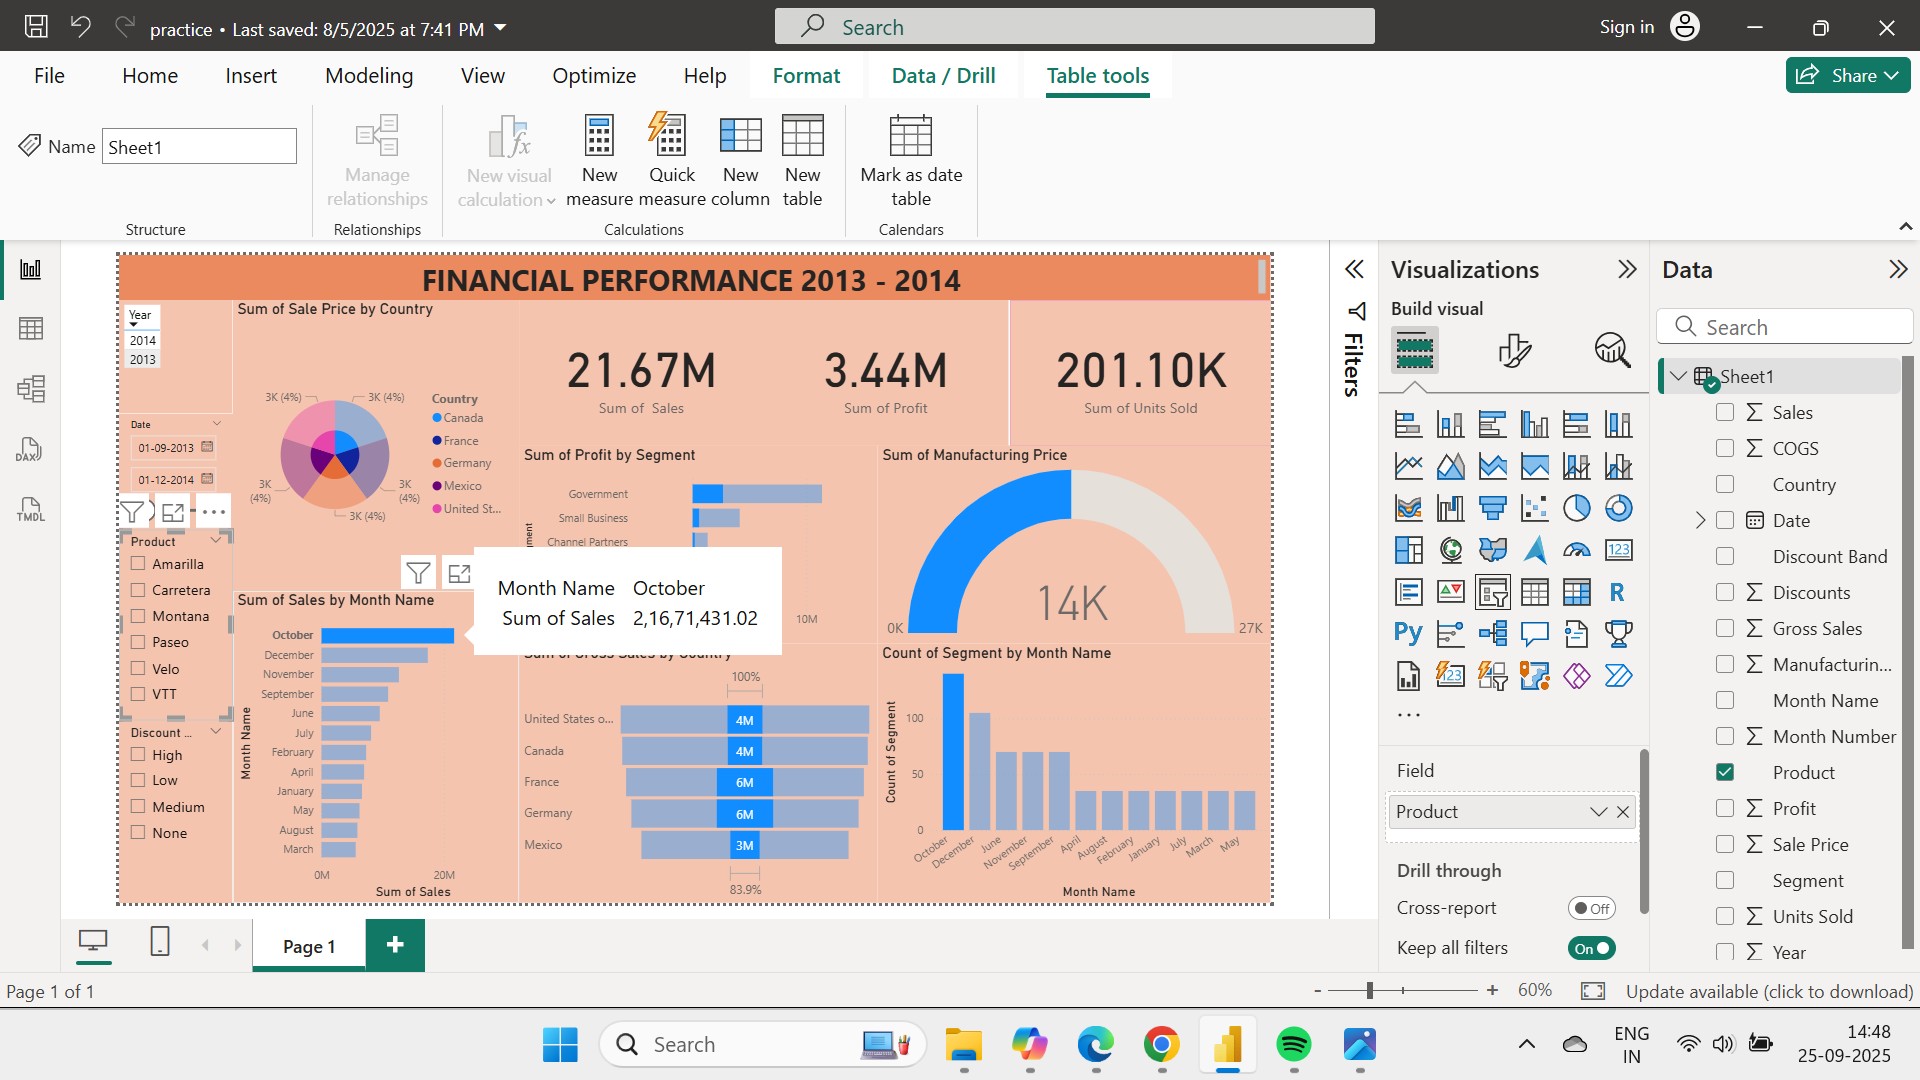 practice • Last saved: 8/5/2025 at 7:41 PM
Search
Sign in
File
Home
Insert
Modeling
View
Optimize
Help
Format
Data / Drill
Table tools
Share
Name
Sheet1
Structure
Manage
relationships
Relationships
New visual
calculation
New
measure
Quick
measure
New
column
New
table
Calculations
Mark as date
table
Calendars
FINANCIAL PERFORMANCE 2013 - 2014
Year
2014
2013
Date
01-09-2013
01-12-2014
Product
Amarilla
Carretera
Montana
Paseo
Velo
VTT
Discount ...
High
Low
Medium
None
Sum of Sale Price by Country
3K (4%)
3K (4%)
3K
(4%)
3K
(4%)
3K (4%)
Country
Canada
France
Germany
Mexico
United St...
21.67M
Sum of Sales
3.44M
Sum of Profit
201.10K
Sum of Units Sold
Sum of Profit by Segment
Government
Small Business
Channel Partners
10M
Sum of Manufacturing Price
14K
0K
27K
Month Name October
Sum of Sales 2,16,71,431.02
Sum of Sales by Month Name
Month Name
October
December
November
September
June
July
February
April
January
May
August
March
0M
20M
Sum of Sales
Sum of Gross Sales by Country
100%
United States o...
4M
Canada
4M
France
6M
Germany
6M
Mexico
3M
83.9%
Count of Segment by Month Name
Count of Segment
100
50
0
October
December
June
November
September
April
August
February
January
July
March
May
Month Name
Filters
Visualizations
Build visual
123
R
Py
123
...
Field
Product
Drill through
Cross-report
Off
Keep all filters
On
Data
Search
Sheet1
Sales
COGS
Country
Date
Discount Band
Discounts
Gross Sales
Manufacturin...
Month Name
Month Number
Product
Profit
Sale Price
Segment
Units Sold
Year
DAX
TMDL
Page 1
Page 1 of 1
- + 60%
Update available (click to download)
Search
ENG
IN
14:48
25-09-2025